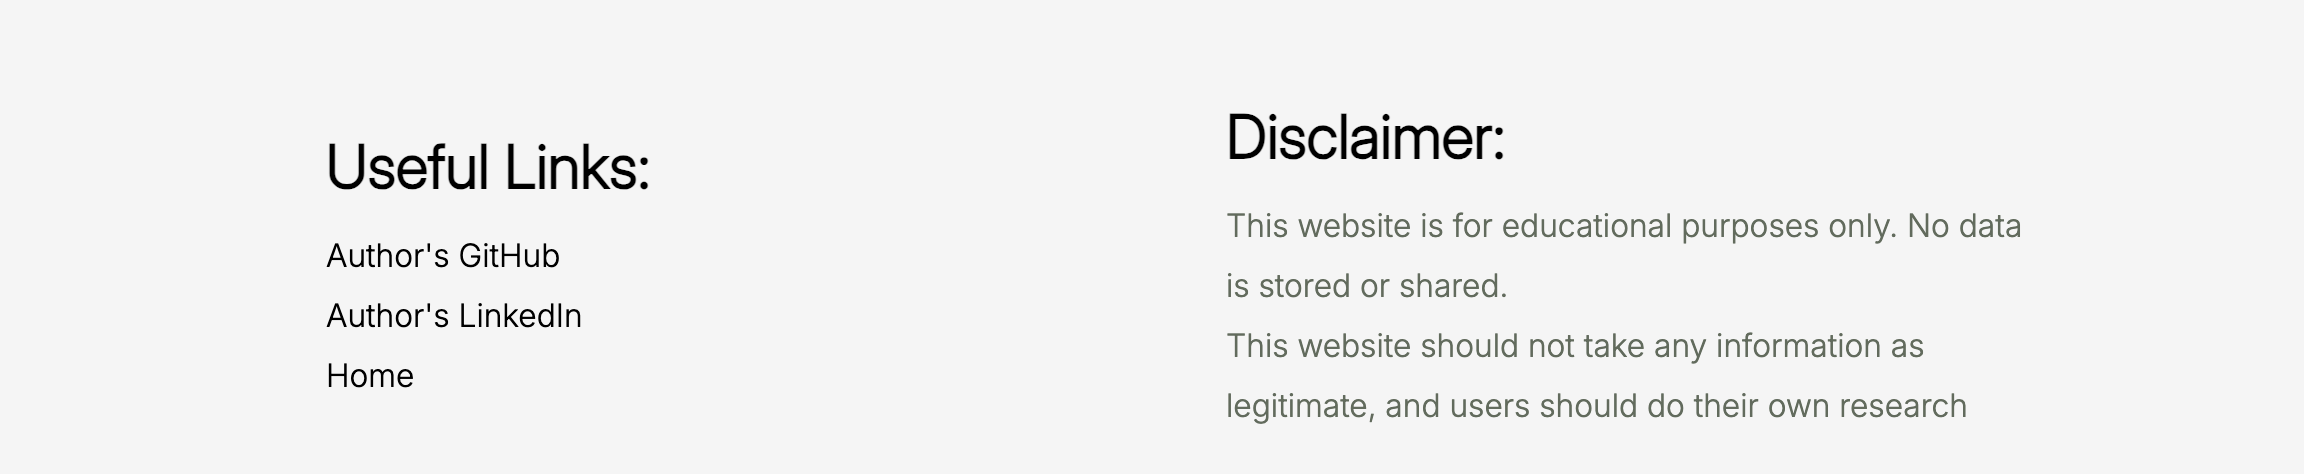 Useful Links:
Author's GitHub
Author's LinkedIn
Home
Disclaimer:
This website is for educational purposes only. No data
is stored or shared.
This website should not take any information as
legitimate, and users should do their own research